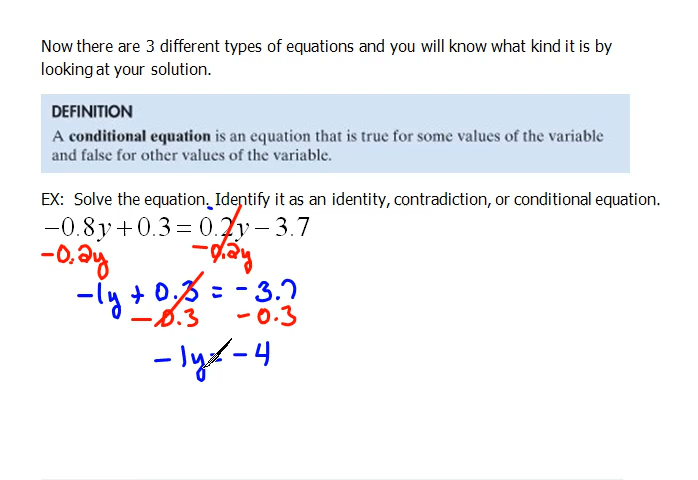 Now there are 3 different types of equations and you will know what kind it is by
looking at your solution.
DEFINITION
A conditional equation is an equation that is true for some values of the variable
and false for other values of the variable.
EX: Solve the equation. Identify it as an identity, contradiction, or conditional equation.
−0.8y + 0.3 = 0.2y − 3.7
−0.2y −0.2y
−1y + 0.3 = −3.7
−0.3 −0.3
−1y = −4